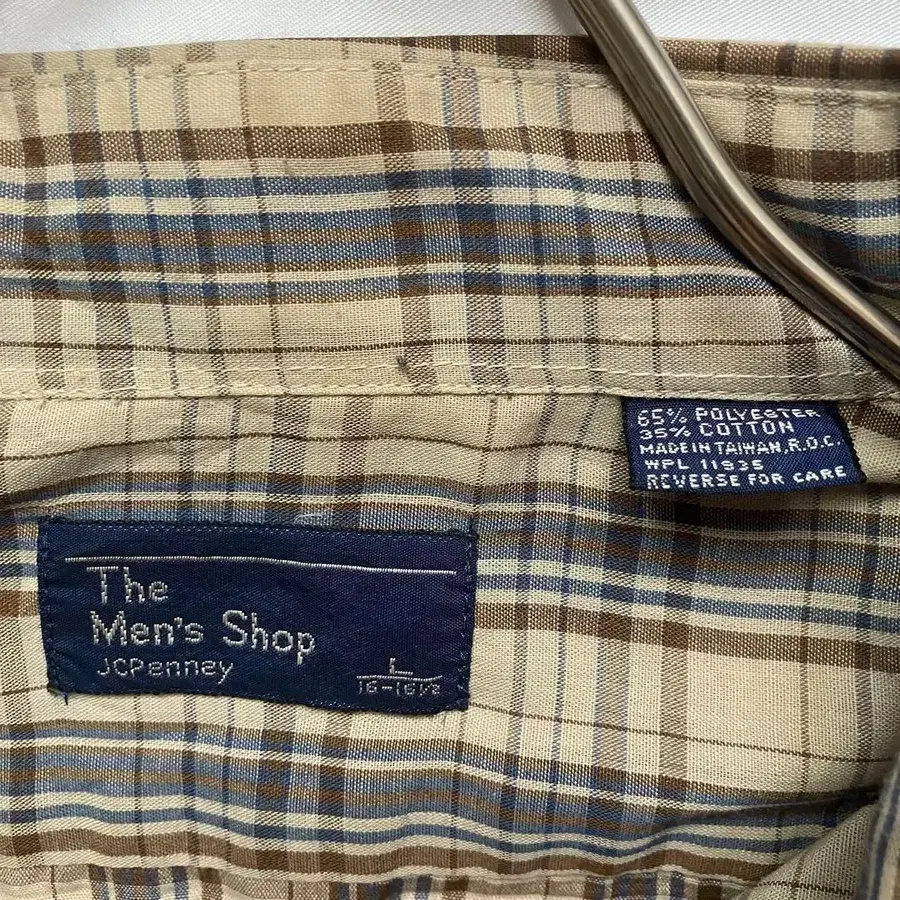 65% POLYESTER
35% COTTON
MADE IN TAIWAN, R.O.C.
WPL 11935
REVERSE FOR CARE
The
Men's Shop
JCPenney
L
16-16½